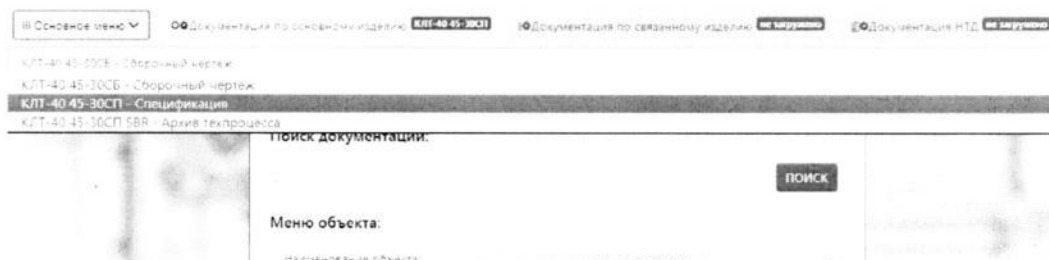 Основное меню
Документация по основному изделию КЛТ-40 45-30СП
Документация по связанному изделию не загружено
Документация НТД не загружено
КЛТ-40 45-30СБ - Сборочный чертеж
КЛТ-40 45-30СБ - Сборочный чертеж
КЛТ-40 45-30СП - Спецификация
КЛТ-40 45-30СП SBR - Архив техпроцесса
Поиск документации:
ПОИСК
Меню объекта:
Наименование объекта